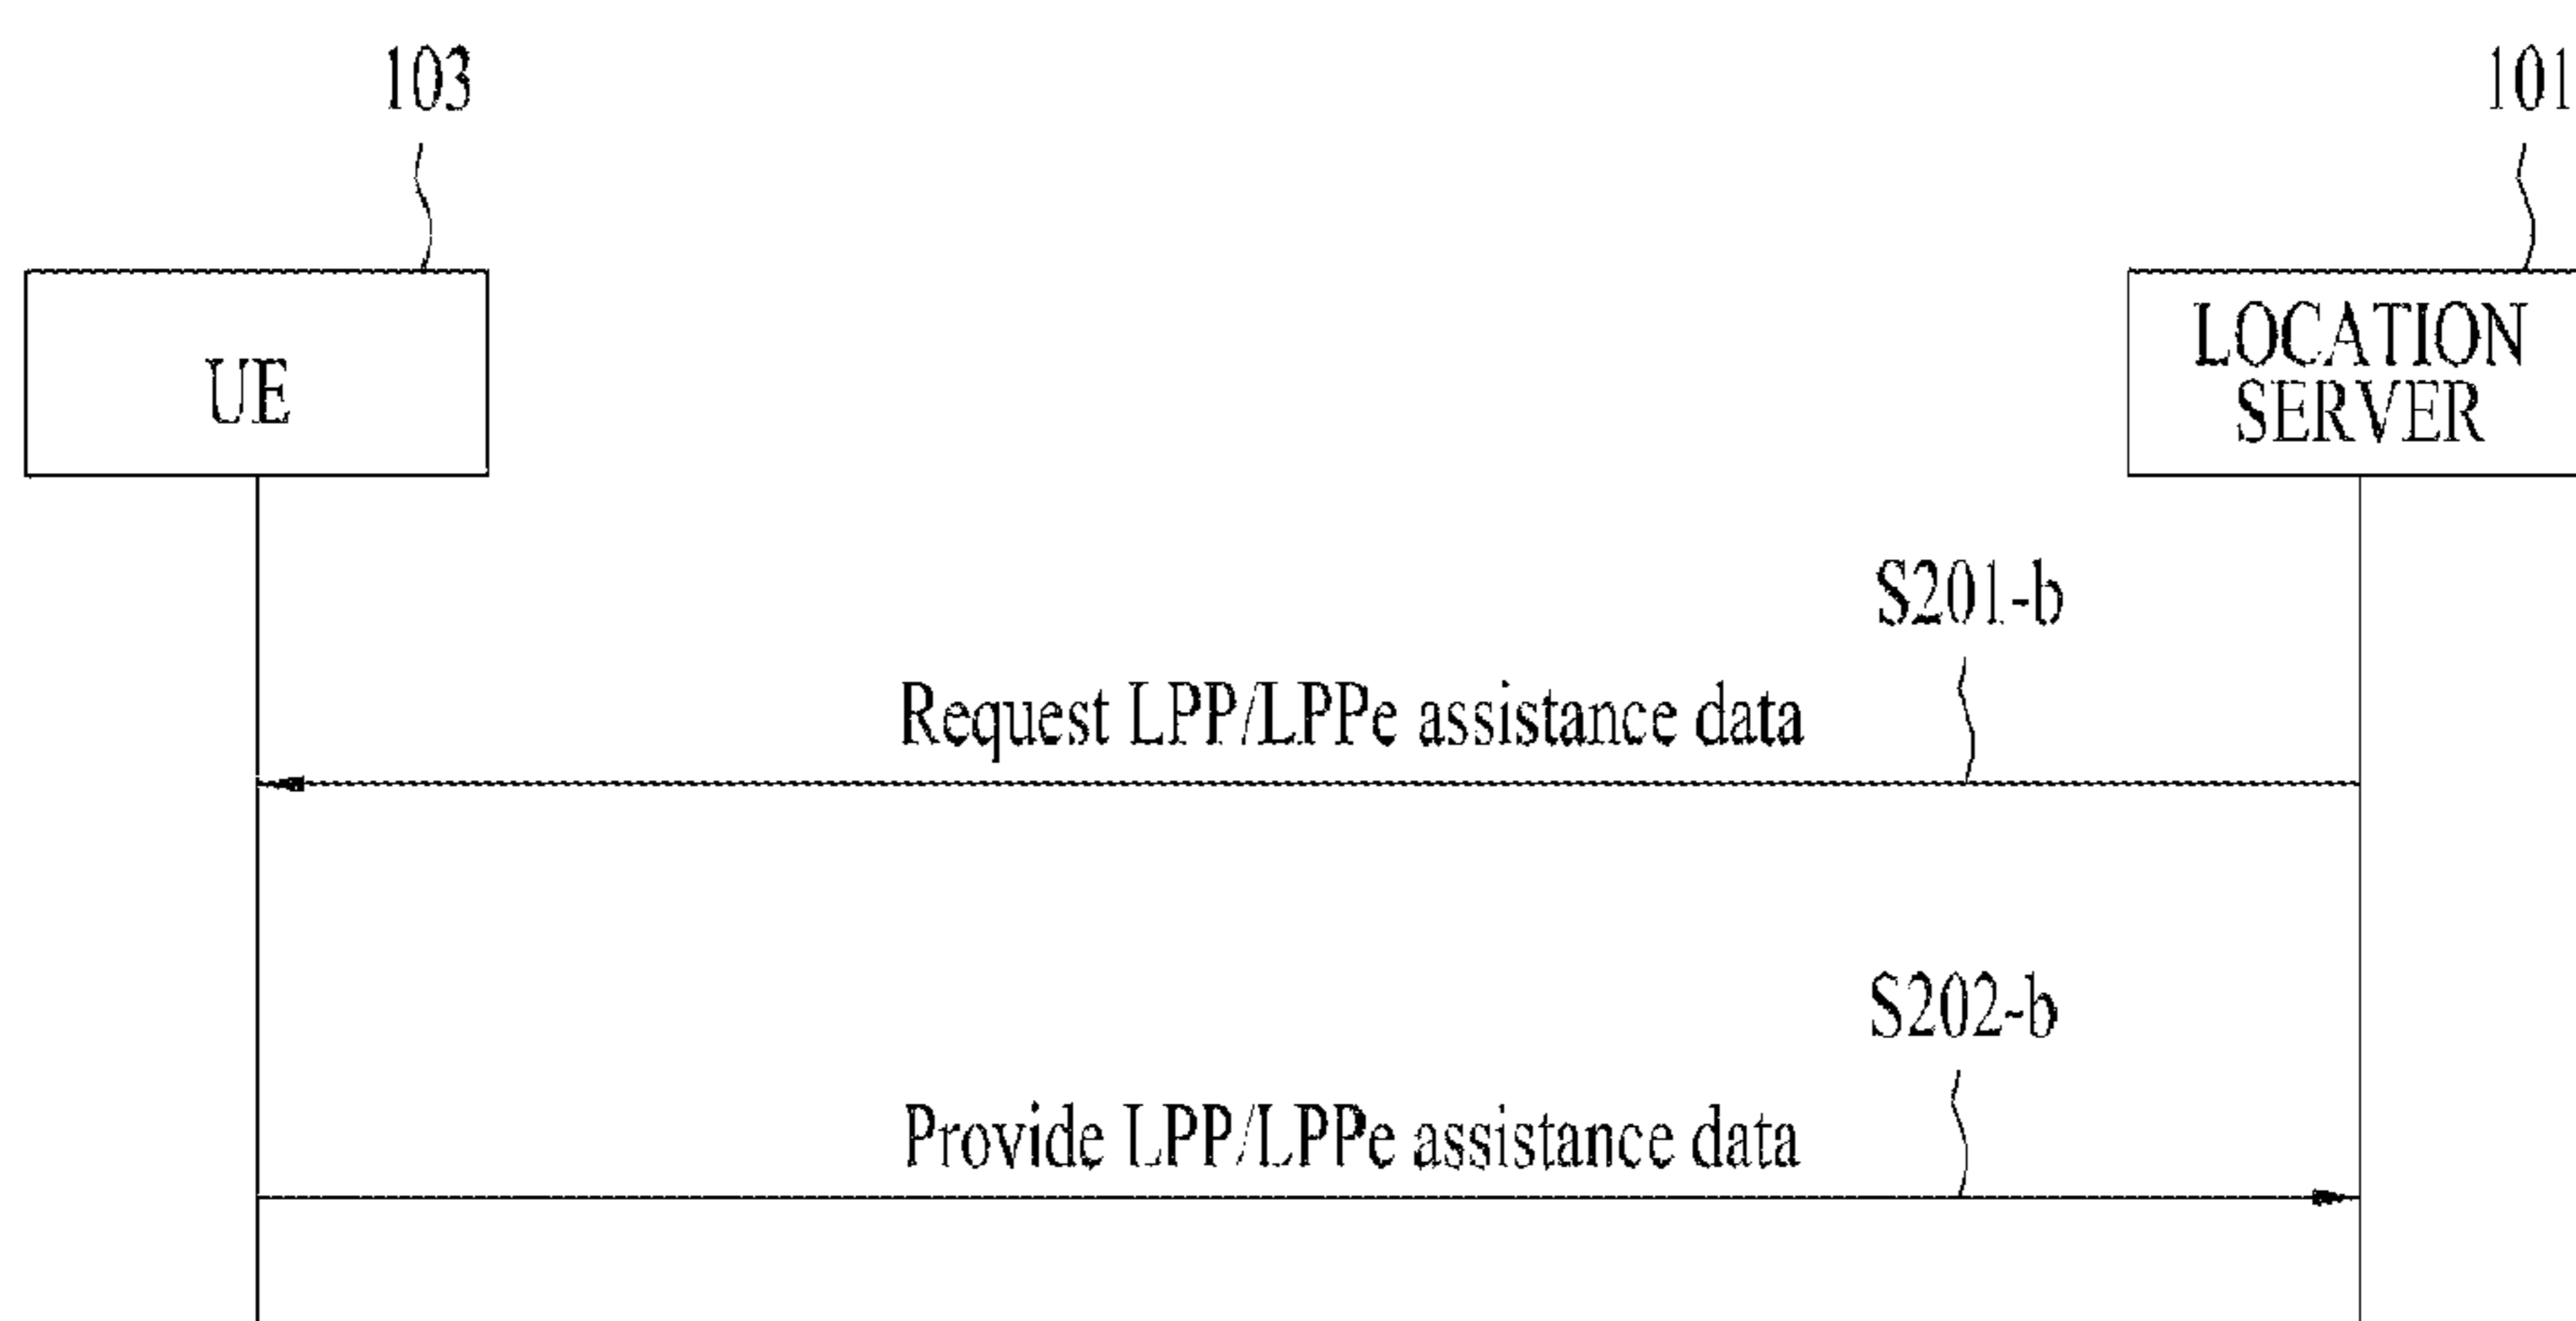 103
101
UE
LOCATION
SERVER
S201-b
Request LPP/LPPe assistance data
S202-b
Provide LPP/LPPe assistance data